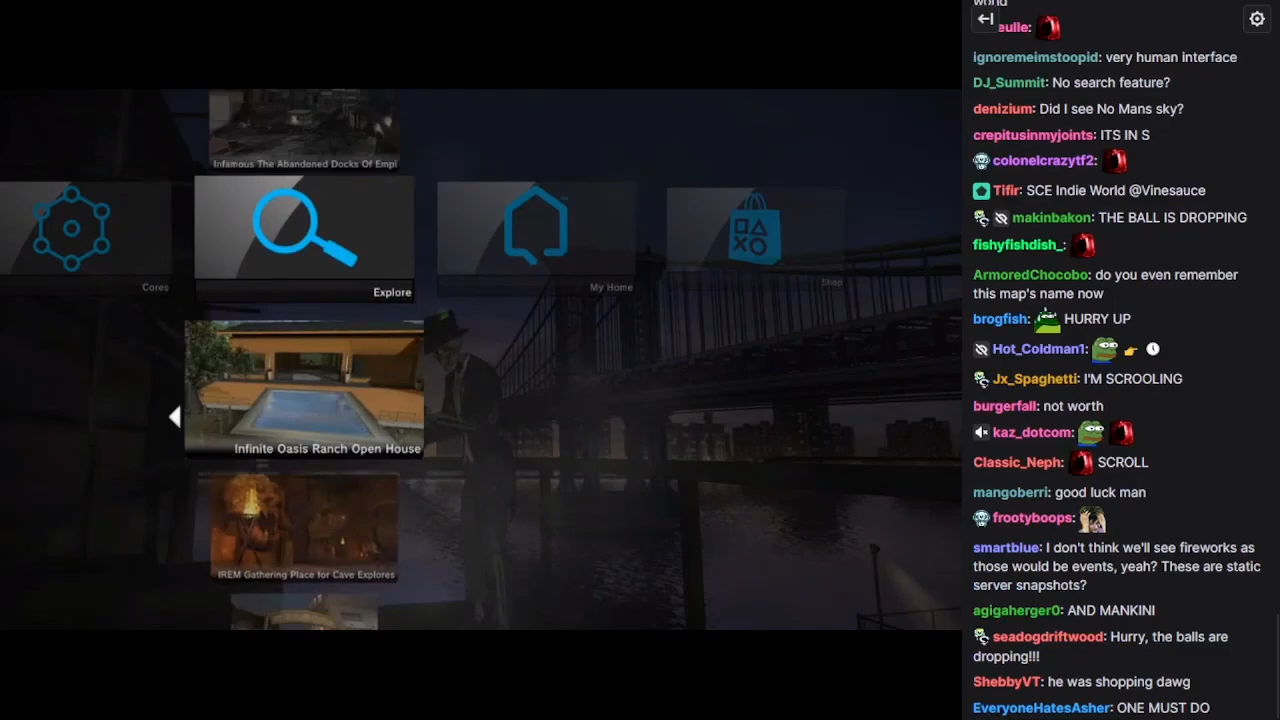 Infamous The Abandoned Docks Of Empi
Cores
Explore
My Home
Shop
Infinite Oasis Ranch Open House
IREM Gathering Place for Cave Explores
world
eulle:
ignoremeimstoopid: very human interface
DJ_Summit: No search feature?
denizium: Did I see No Mans sky?
crepitusinmyjoints: ITS IN S
colonelcrazytf2:
Tifir: SCE Indie World @Vinesauce
makinbakon: THE BALL IS DROPPING
fishyfishdish_:
ArmoredChocobo: do you even remember
this map's name now
brogfish: HURRY UP
Hot_Coldman1:
Jx_Spaghetti: I'M SCROOLING
burgerfall: not worth
kaz_dotcom:
Classic_Neph: SCROLL
mangoberri: good luck man
frootyboops:
smartblue: I don't think we'll see fireworks as
those would be events, yeah? These are static
server snapshots?
agigaherger0: AND MANKINI
seadogdriftwood: Hurry, the balls are
dropping!!!
ShebbyVT: he was shopping dawg
EveryoneHatesAsher: ONE MUST DO